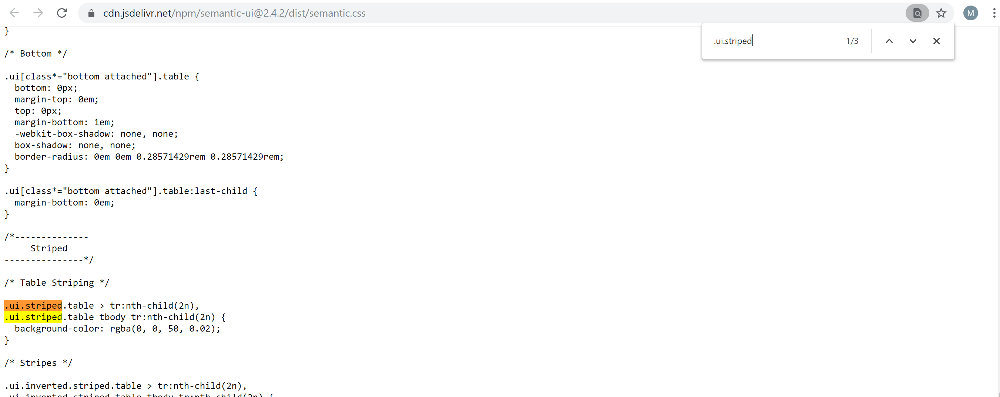 cdn.jsdelivr.net/npm/semantic-ui@2.4.2/dist/semantic.css
M
.ui.striped
1/3
}
/* Bottom */
.ui[class*="bottom attached"].table {
  bottom: 0px;
  margin-top: 0em;
  top: 0px;
  margin-bottom: 1em;
  -webkit-box-shadow: none, none;
  box-shadow: none, none;
  border-radius: 0em 0em 0.28571429rem 0.28571429rem;
}
.ui[class*="bottom attached"].table:last-child {
  margin-bottom: 0em;
}
/*--------------
     Striped
---------------*/
/* Table Striping */
.ui.striped.table > tr:nth-child(2n),
.ui.striped.table tbody tr:nth-child(2n) {
  background-color: rgba(0, 0, 50, 0.02);
}
/* Stripes */
.ui.inverted.striped.table > tr:nth-child(2n),
.ui.inverted.striped.table tbody tr:nth-child(2n) {